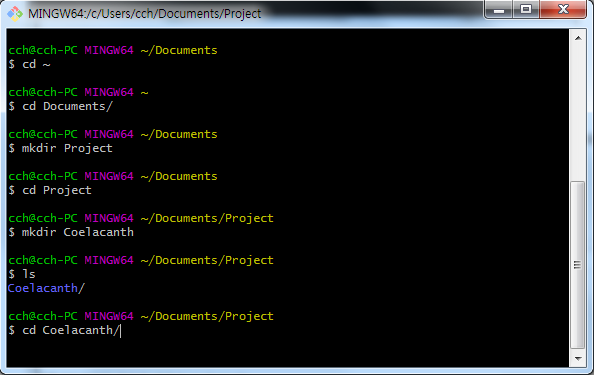 MINGW64:/c/Users/cch/Documents/Project
cch@cch-PC MINGW64 ~/Documents
$ cd ~
cch@cch-PC MINGW64 ~
$ cd Documents/
cch@cch-PC MINGW64 ~/Documents
$ mkdir Project
cch@cch-PC MINGW64 ~/Documents
$ cd Project
cch@cch-PC MINGW64 ~/Documents/Project
$ mkdir Coelacanth
cch@cch-PC MINGW64 ~/Documents/Project
$ ls
Coelacanth/
cch@cch-PC MINGW64 ~/Documents/Project
$ cd Coelacanth/